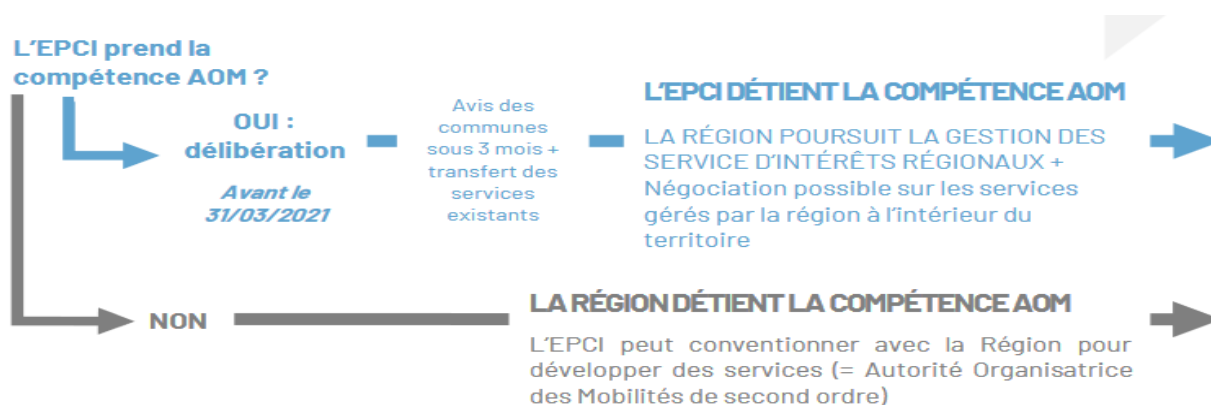 L'EPCI prend la
compétence AOM ?
OUI :
délibération
Avant le
31/03/2021
Avis des
communes
sous 3 mois +
transfert des
services
existants
L'EPCI DÉTIENT LA COMPÉTENCE AOM
LA RÉGION POURSUIT LA GESTION DES
SERVICE D'INTÉRÊTS RÉGIONAUX +
Négociation possible sur les services
gérés par la région à l'intérieur du
territoire
NON
LA RÉGION DÉTIENT LA COMPÉTENCE AOM
L'EPCI peut conventionner avec la Région pour
développer des services (= Autorité Organisatrice
des Mobilités de second ordre)